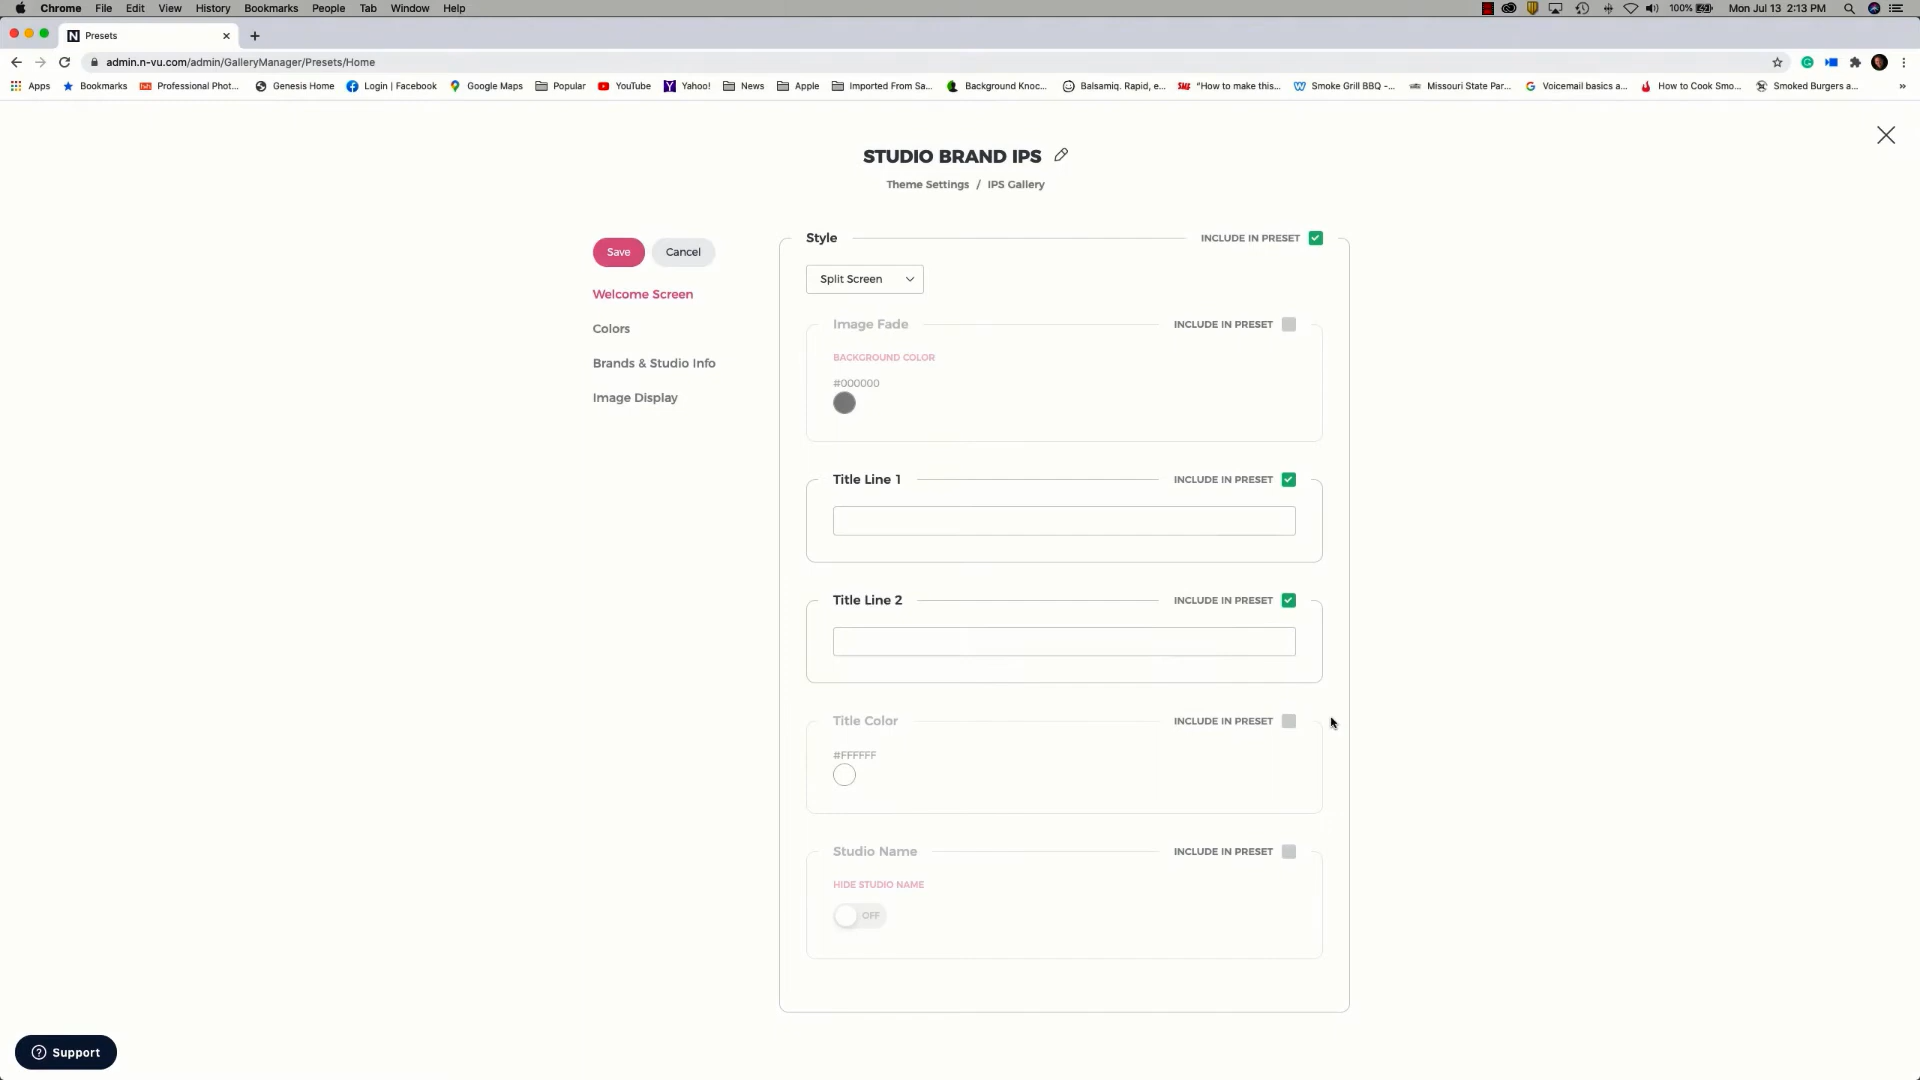 Chrome File Edit View History Bookmarks People Tab Window Help 100% Mon Jul 13 2:13 PM
N Presets
admin.n-vu.com/admin/GalleryManager/Presets/Home
Apps Bookmarks Professional Phot... Genesis Home Login | Facebook Google Maps Popular YouTube Yahoo! News Apple Imported From Sa... Background Knoc... Balsamiq. Rapid, e... "How to make this... Smoke Grill BBQ -... Missouri State Par... Voicemail basics a... How to Cook Smo... Smoked Burgers a... »
STUDIO BRAND IPS
Theme Settings / IPS Gallery
Save Cancel
Welcome Screen
Colors
Brands & Studio Info
Image Display
Style INCLUDE IN PRESET
Split Screen
Image Fade INCLUDE IN PRESET
BACKGROUND COLOR
#000000
Title Line 1 INCLUDE IN PRESET
Title Line 2 INCLUDE IN PRESET
Title Color INCLUDE IN PRESET
#FFFFFF
Studio Name INCLUDE IN PRESET
HIDE STUDIO NAME
OFF
? Support